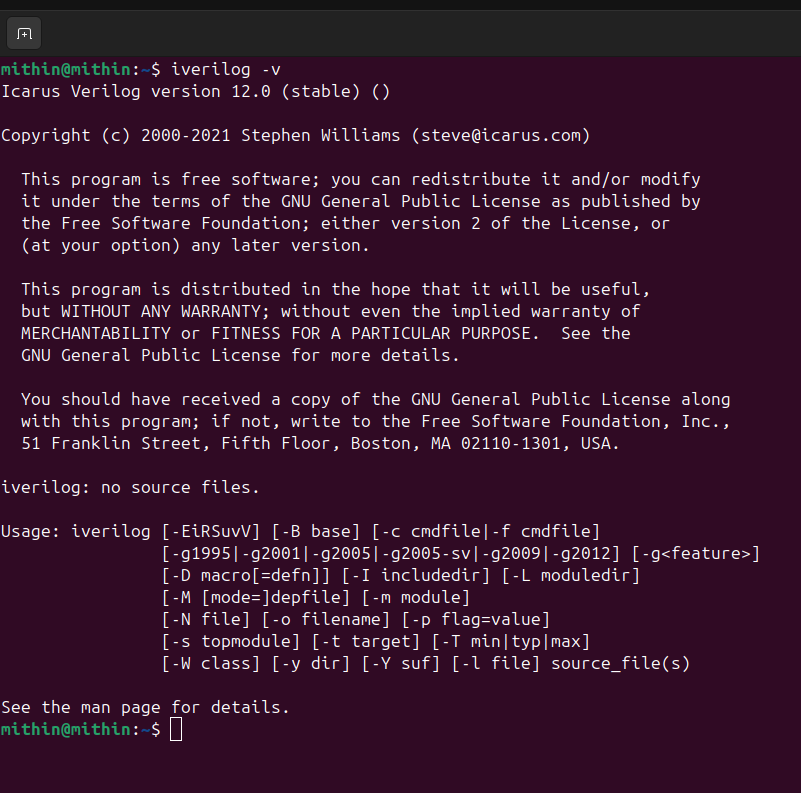 mithin@mithin:~$ iverilog -v
Icarus Verilog version 12.0 (stable) ()
Copyright (c) 2000-2021 Stephen Williams (steve@icarus.com)
This program is free software; you can redistribute it and/or modify
it under the terms of the GNU General Public License as published by
the Free Software Foundation; either version 2 of the License, or
(at your option) any later version.
This program is distributed in the hope that it will be useful,
but WITHOUT ANY WARRANTY; without even the implied warranty of
MERCHANTABILITY or FITNESS FOR A PARTICULAR PURPOSE.  See the
GNU General Public License for more details.
You should have received a copy of the GNU General Public License along
with this program; if not, write to the Free Software Foundation, Inc.,
51 Franklin Street, Fifth Floor, Boston, MA 02110-1301, USA.
iverilog: no source files.
Usage: iverilog [-EiRSuvV] [-B base] [-c cmdfile|-f cmdfile]
[-g1995|-g2001|-g2005|-g2005-sv|-g2009|-g2012] [-g<feature>]
[-D macro[=defn]] [-I includedir] [-L moduledir]
[-M [mode=]depfile] [-m module]
[-N file] [-o filename] [-p flag=value]
[-s topmodule] [-t target] [-T min|typ|max]
[-W class] [-y dir] [-Y suf] [-l file] source_file(s)
See the man page for details.
mithin@mithin:~$